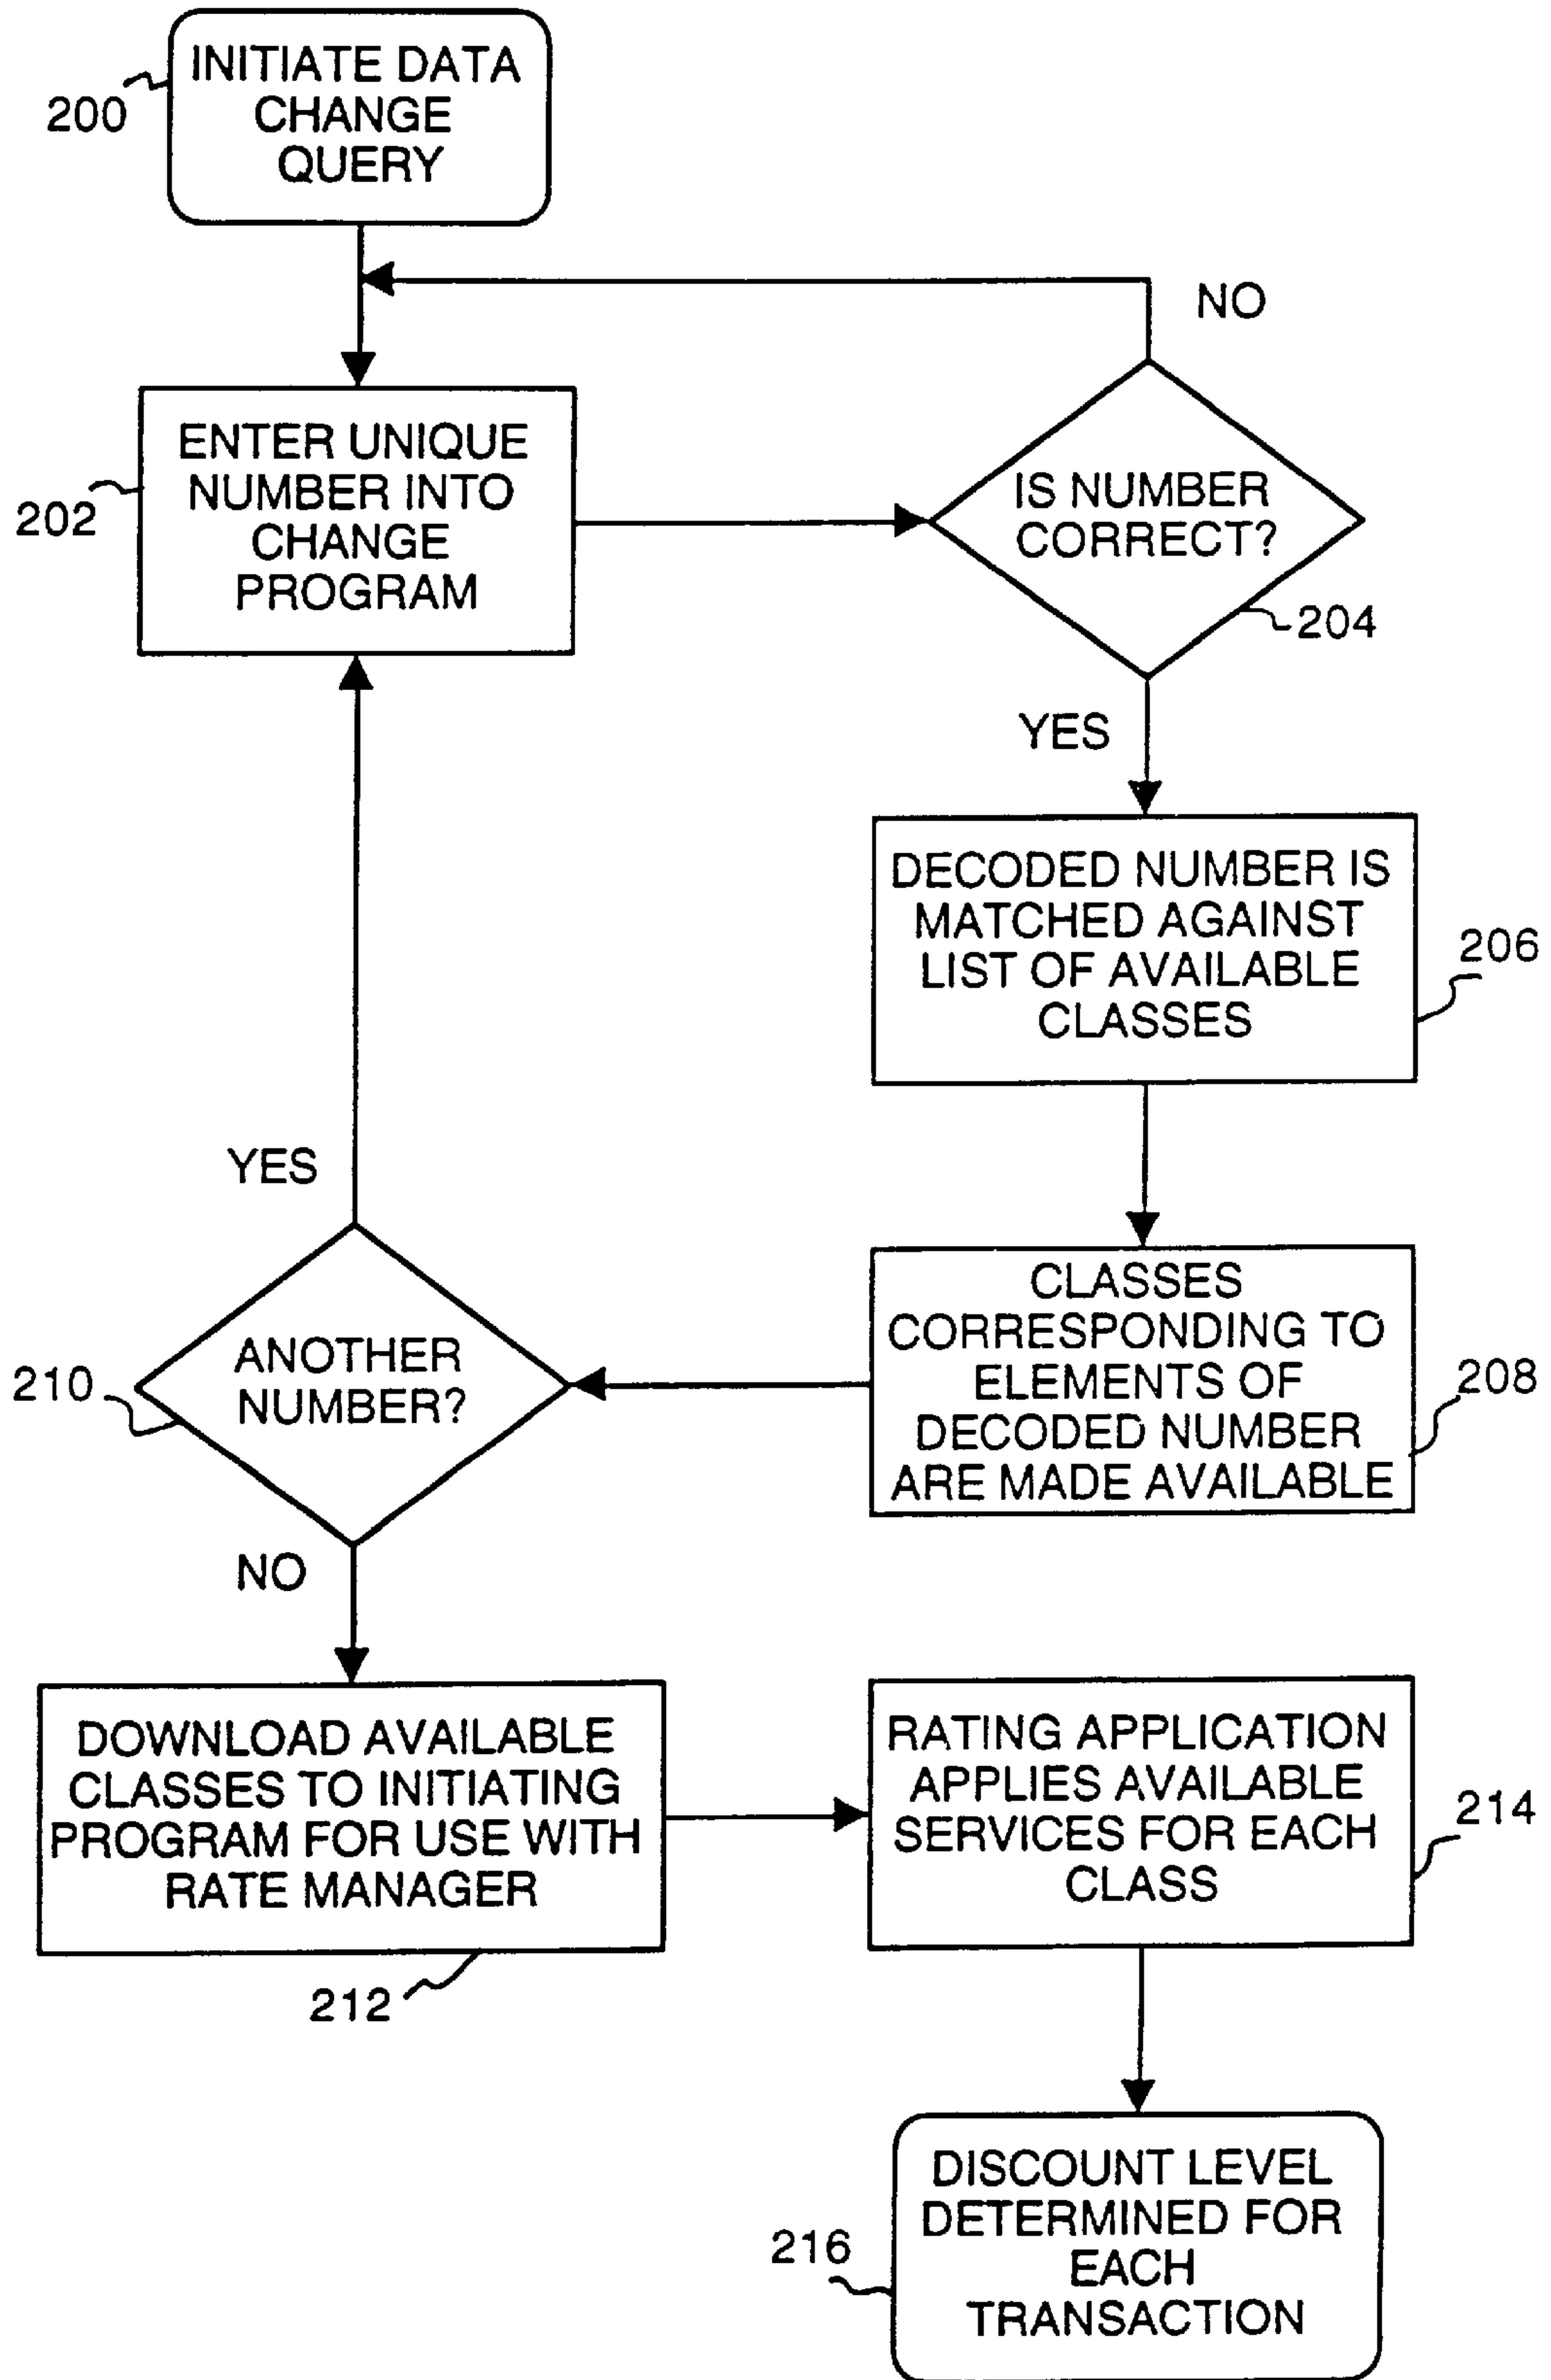 INITIATE DATA
CHANGE
QUERY
200
NO
ENTER UNIQUE
NUMBER INTO
CHANGE
PROGRAM
202
IS NUMBER
CORRECT?
204
YES
DECODED NUMBER IS
MATCHED AGAINST
LIST OF AVAILABLE
CLASSES
206
CLASSES
CORRESPONDING TO
ELEMENTS OF
DECODED NUMBER
ARE MADE AVAILABLE
208
YES
ANOTHER
NUMBER?
210
NO
DOWNLOAD AVAILABLE
CLASSES TO INITIATING
PROGRAM FOR USE WITH
RATE MANAGER
212
RATING APPLICATION
APPLIES AVAILABLE
SERVICES FOR EACH
CLASS
214
DISCOUNT LEVEL
DETERMINED FOR
EACH
TRANSACTION
216